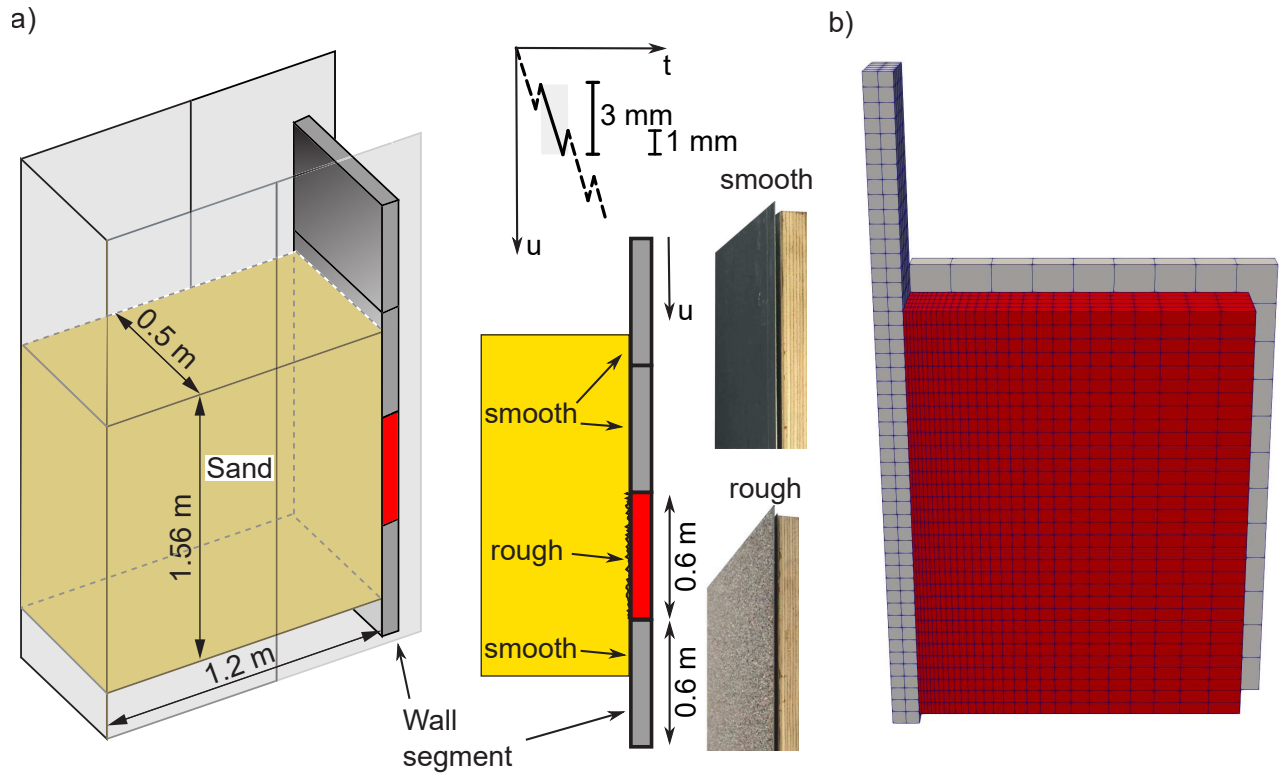 a)
0.5 m
Sand
1.56 m
1.2 m
Wall
segment
t
3 mm
1 mm
u
u
smooth
rough
smooth
0.6 m
0.6 m
smooth
rough
b)